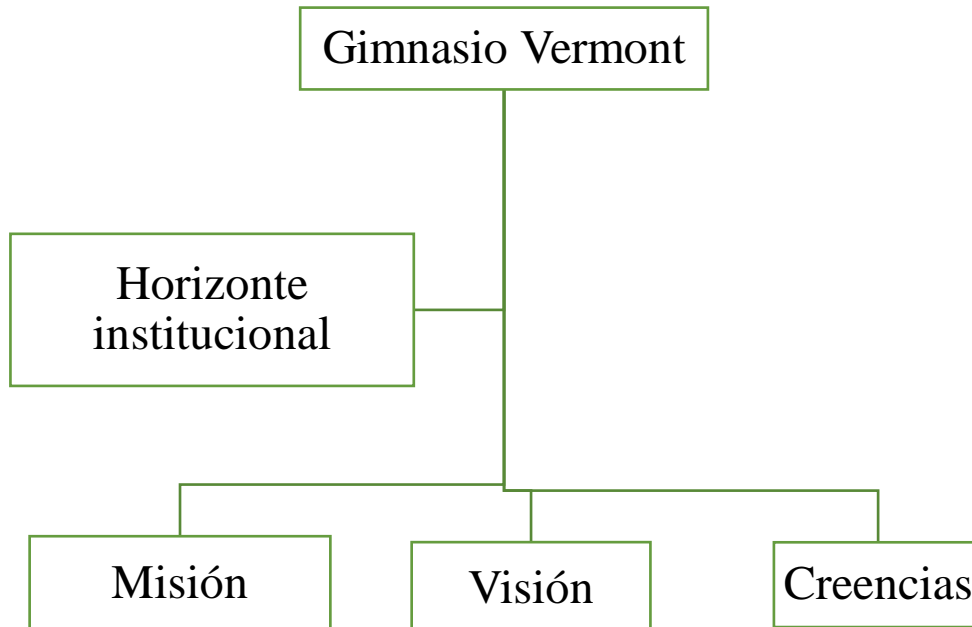 Gimnasio Vermont
Horizonte
institucional
Misión
Visión
Creencias